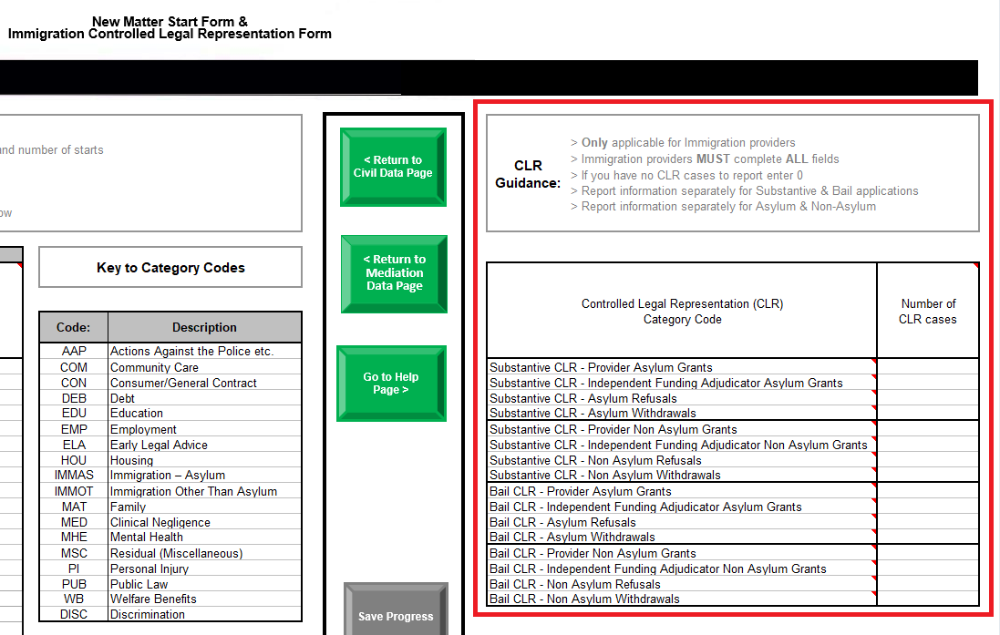 New Matter Start Form &
Immigration Controlled Legal Representation Form
and number of starts
ow
Key to Category Codes
Code: Description
AAP Actions Against the Police etc.
COM Community Care
CON Consumer/General Contract
DEB Debt
EDU Education
EMP Employment
ELA Early Legal Advice
HOU Housing
IMMAS Immigration – Asylum
IMMOT Immigration Other Than Asylum
MAT Family
MED Clinical Negligence
MHE Mental Health
MSC Residual (Miscellaneous)
PI Personal Injury
PUB Public Law
WB Welfare Benefits
DISC Discrimination
< Return to
Civil Data Page
< Return to
Mediation
Data Page
Go to Help
Page >
Save Progress
CLR
Guidance:
> Only applicable for Immigration providers
> Immigration providers MUST complete ALL fields
> If you have no CLR cases to report enter 0
> Report information separately for Substantive & Bail applications
> Report information separately for Asylum & Non-Asylum
Controlled Legal Representation (CLR)
Category Code
Number of
CLR cases
Substantive CLR - Provider Asylum Grants
Substantive CLR - Independent Funding Adjudicator Asylum Grants
Substantive CLR - Asylum Refusals
Substantive CLR - Asylum Withdrawals
Substantive CLR - Provider Non Asylum Grants
Substantive CLR - Independent Funding Adjudicator Non Asylum Grants
Substantive CLR - Non Asylum Refusals
Substantive CLR - Non Asylum Withdrawals
Bail CLR - Provider Asylum Grants
Bail CLR - Independent Funding Adjudicator Asylum Grants
Bail CLR - Asylum Refusals
Bail CLR - Asylum Withdrawals
Bail CLR - Provider Non Asylum Grants
Bail CLR - Independent Funding Adjudicator Non Asylum Grants
Bail CLR - Non Asylum Refusals
Bail CLR - Non Asylum Withdrawals